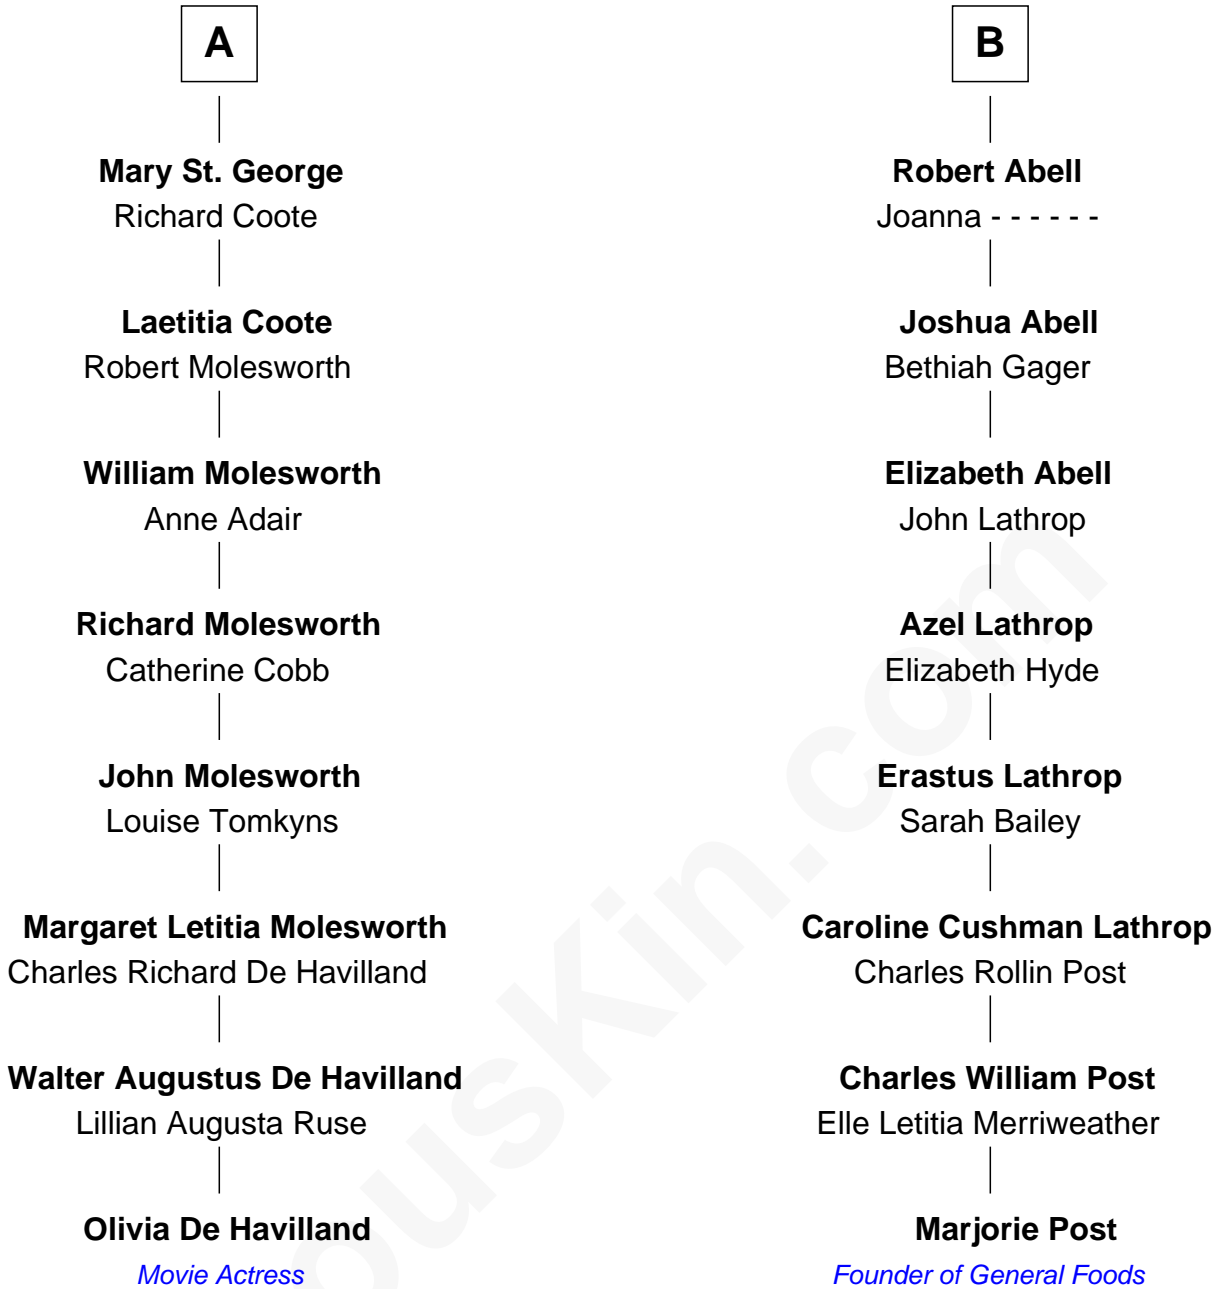 A
B
Mary St. George
Richard Coote
Robert Abell
Joanna - - - - - -
Laetitia Coote
Robert Molesworth
Joshua Abell
Bethiah Gager
William Molesworth
Anne Adair
Elizabeth Abell
John Lathrop
Richard Molesworth
Catherine Cobb
Azel Lathrop
Elizabeth Hyde
John Molesworth
Louise Tomkyns
Erastus Lathrop
Sarah Bailey
Margaret Letitia Molesworth
Charles Richard De Havilland
Caroline Cushman Lathrop
Charles Rollin Post
Walter Augustus De Havilland
Lillian Augusta Ruse
Charles William Post
Elle Letitia Merriweather
Olivia De Havilland
Movie Actress
Marjorie Post
Founder of General Foods
ousKin.com